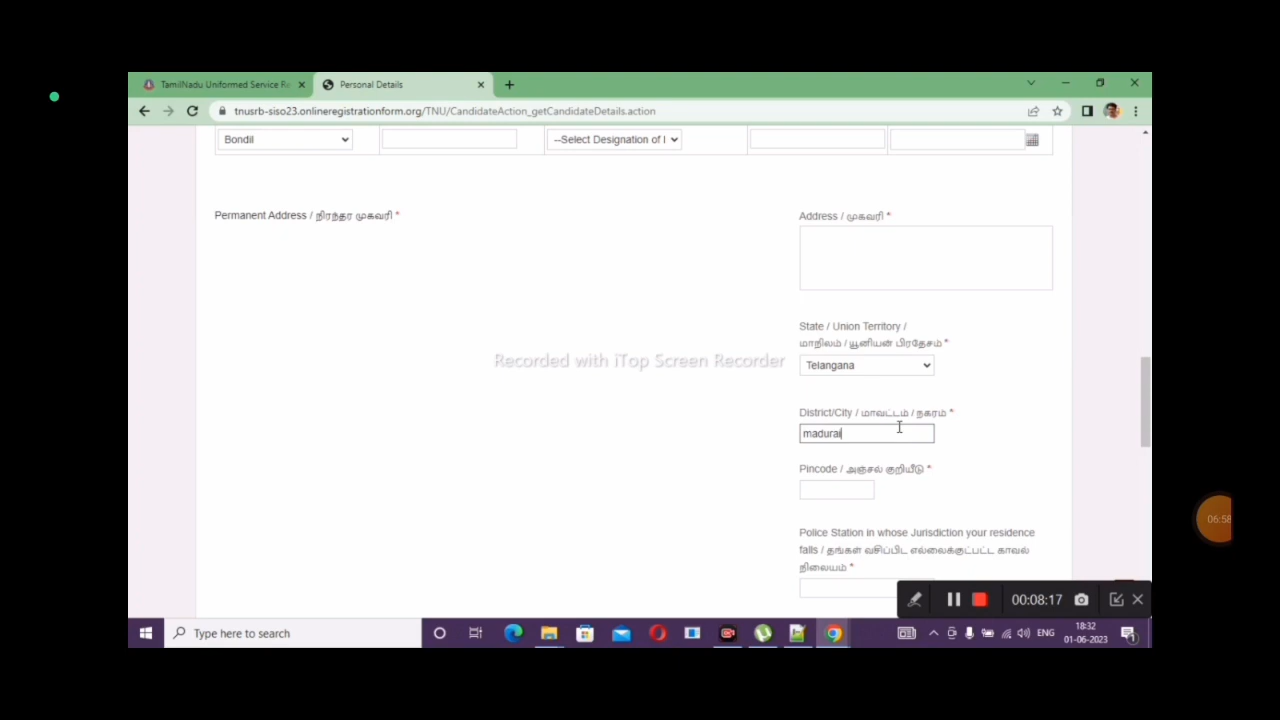 TamilNadu Uniformed Service Re
Personal Details
tnusrb-siso23.onlineregistrationform.org/TNU/CandidateAction_getCandidateDetails.action
Bondil
--Select Designation of I
Permanent Address / நிரந்தர முகவரி *
Address / முகவரி *
State / Union Territory /
மாநிலம் / யூனியன் பிரதேசம் *
Recorded with iTop Screen Recorder
Telangana
District/City / மாவட்டம் / நகரம் *
madurai
Pincode / அஞ்சல் குறியீடு *
06:58
Police Station in whose Jurisdiction your residence
falls / தங்கள் வசிப்பிட எல்லைக்குட்பட்ட காவல்
நிலையம் *
00:08:17
Type here to search
ENG
18:32
01-06-2023
1